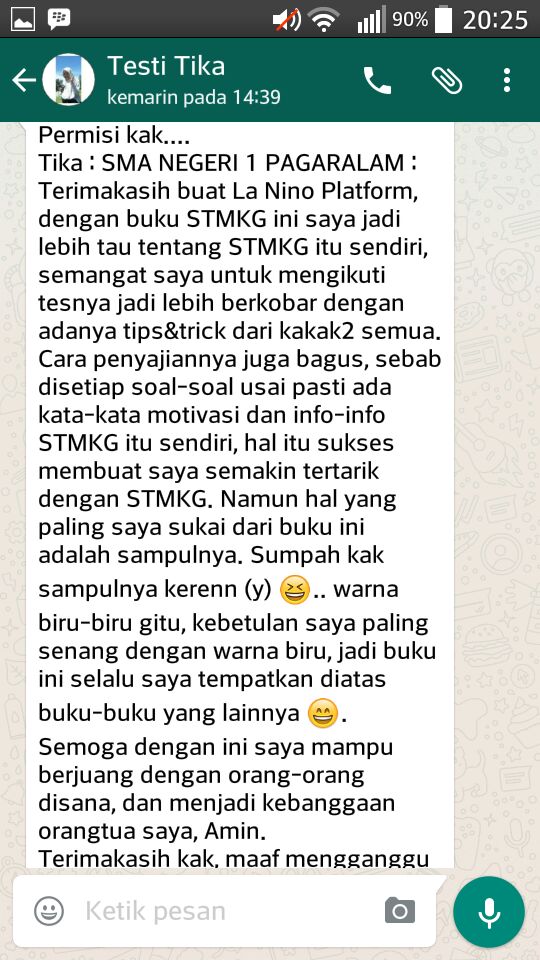 90% 20:25
Testi Tika
kemarin pada 14:39
Permisi kak....
Tika : SMA NEGERI 1 PAGARALAM :
Terimakasih buat La Nino Platform,
dengan buku STMKG ini saya jadi
lebih tau tentang STMKG itu sendiri,
semangat saya untuk mengikuti
tesnya jadi lebih berkobar dengan
adanya tips&trick dari kakak2 semua.
Cara penyajiannya juga bagus, sebab
disetiap soal-soal usai pasti ada
kata-kata motivasi dan info-info
STMKG itu sendiri, hal itu sukses
membuat saya semakin tertarik
dengan STMKG. Namun hal yang
paling saya sukai dari buku ini
adalah sampulnya. Sumpah kak
sampulnya kerenn (y) 😆.. warna
biru-biru gitu, kebetulan saya paling
senang dengan warna biru, jadi buku
ini selalu saya tempatkan diatas
buku-buku yang lainnya 😄.
Semoga dengan ini saya mampu
berjuang dengan orang-orang
disana, dan menjadi kebanggaan
orangtua saya, Amin.
Terimakasih kak, maaf mengganggu
Ketik pesan